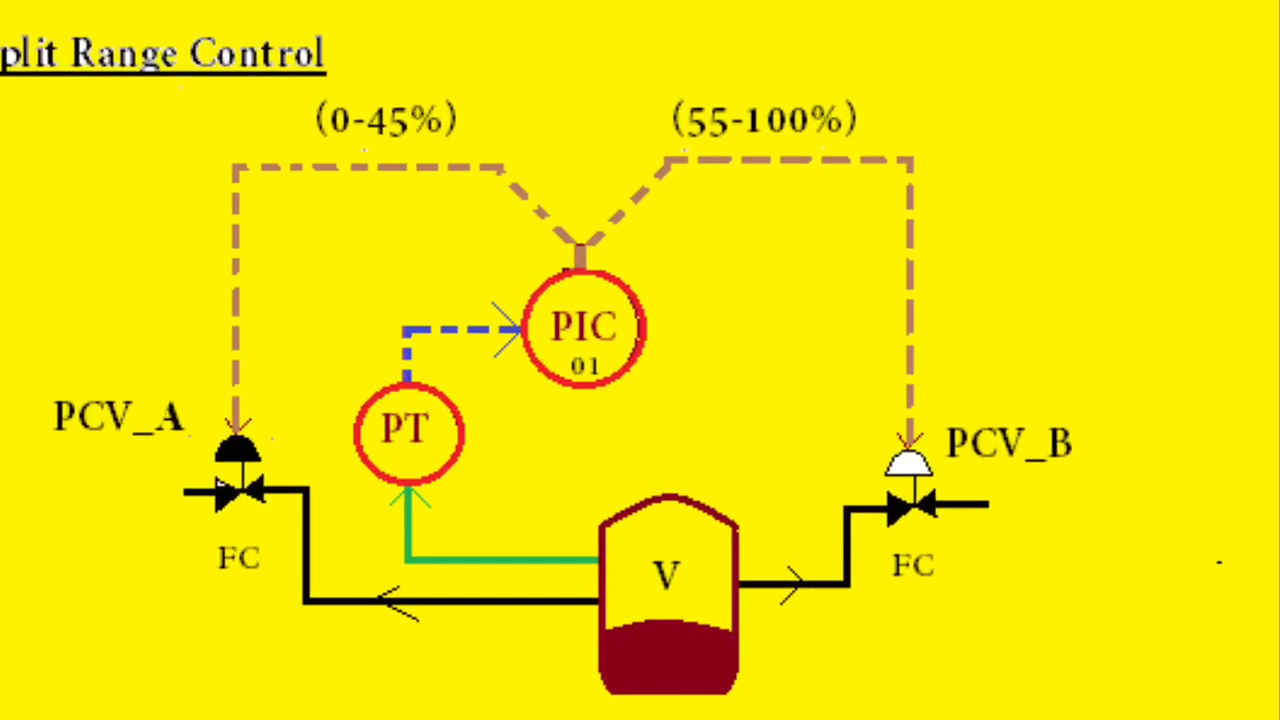 plit Range Control
(0-45%)
(55-100%)
PIC
01
PCV_A
PT
PCV_B
FC
V
FC